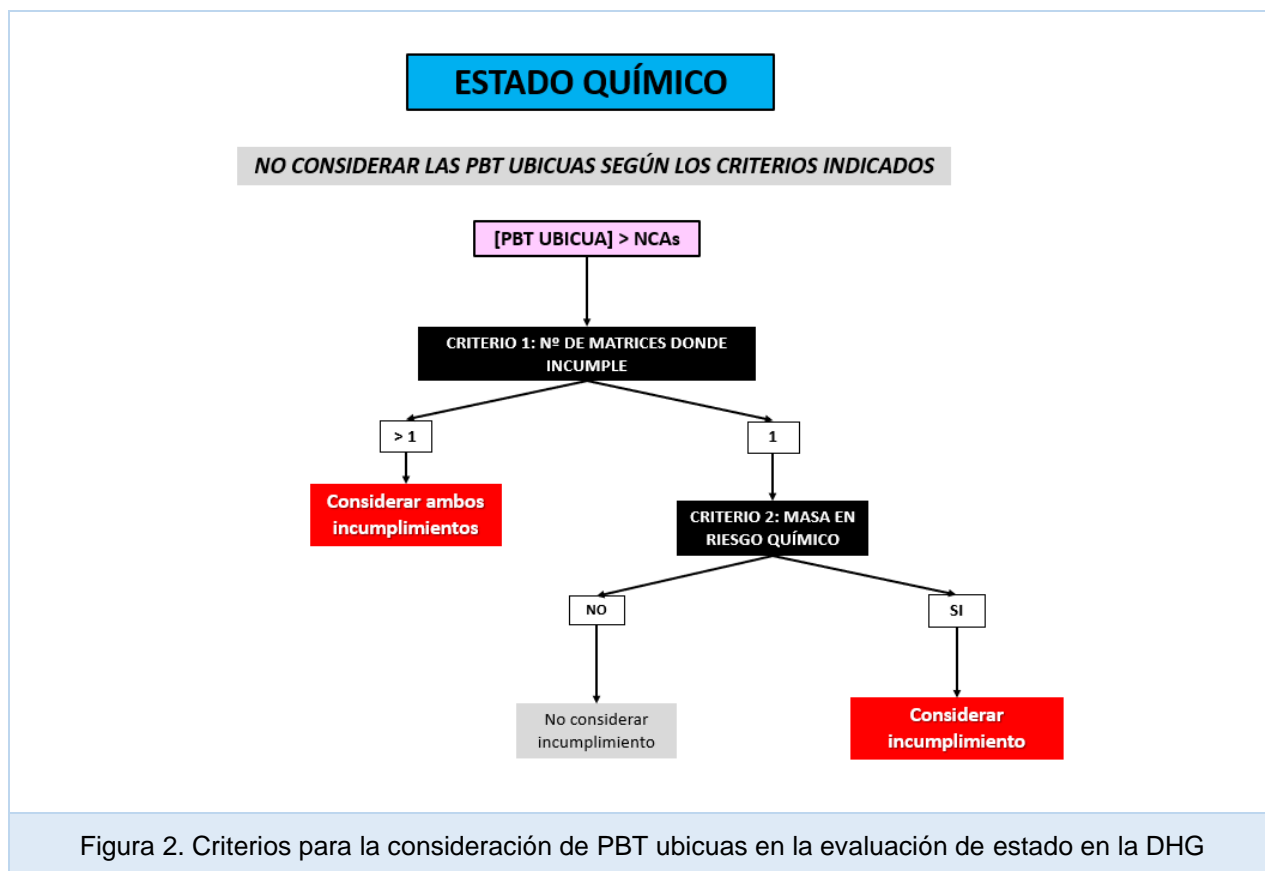 ESTADO QUÍMICO
NO CONSIDERAR LAS PBT UBICUAS SEGÚN LOS CRITERIOS INDICADOS
[PBT UBICUA] > NCAs
CRITERIO 1: Nº DE MATRICES DONDE
INCUMPLE
> 1
1
Considerar ambos
incumplimientos
CRITERIO 2: MASA EN
RIESGO QUÍMICO
NO
SI
No considerar
incumplimiento
Considerar
incumplimiento
Figura 2. Criterios para la consideración de PBT ubicuas en la evaluación de estado en la DHG